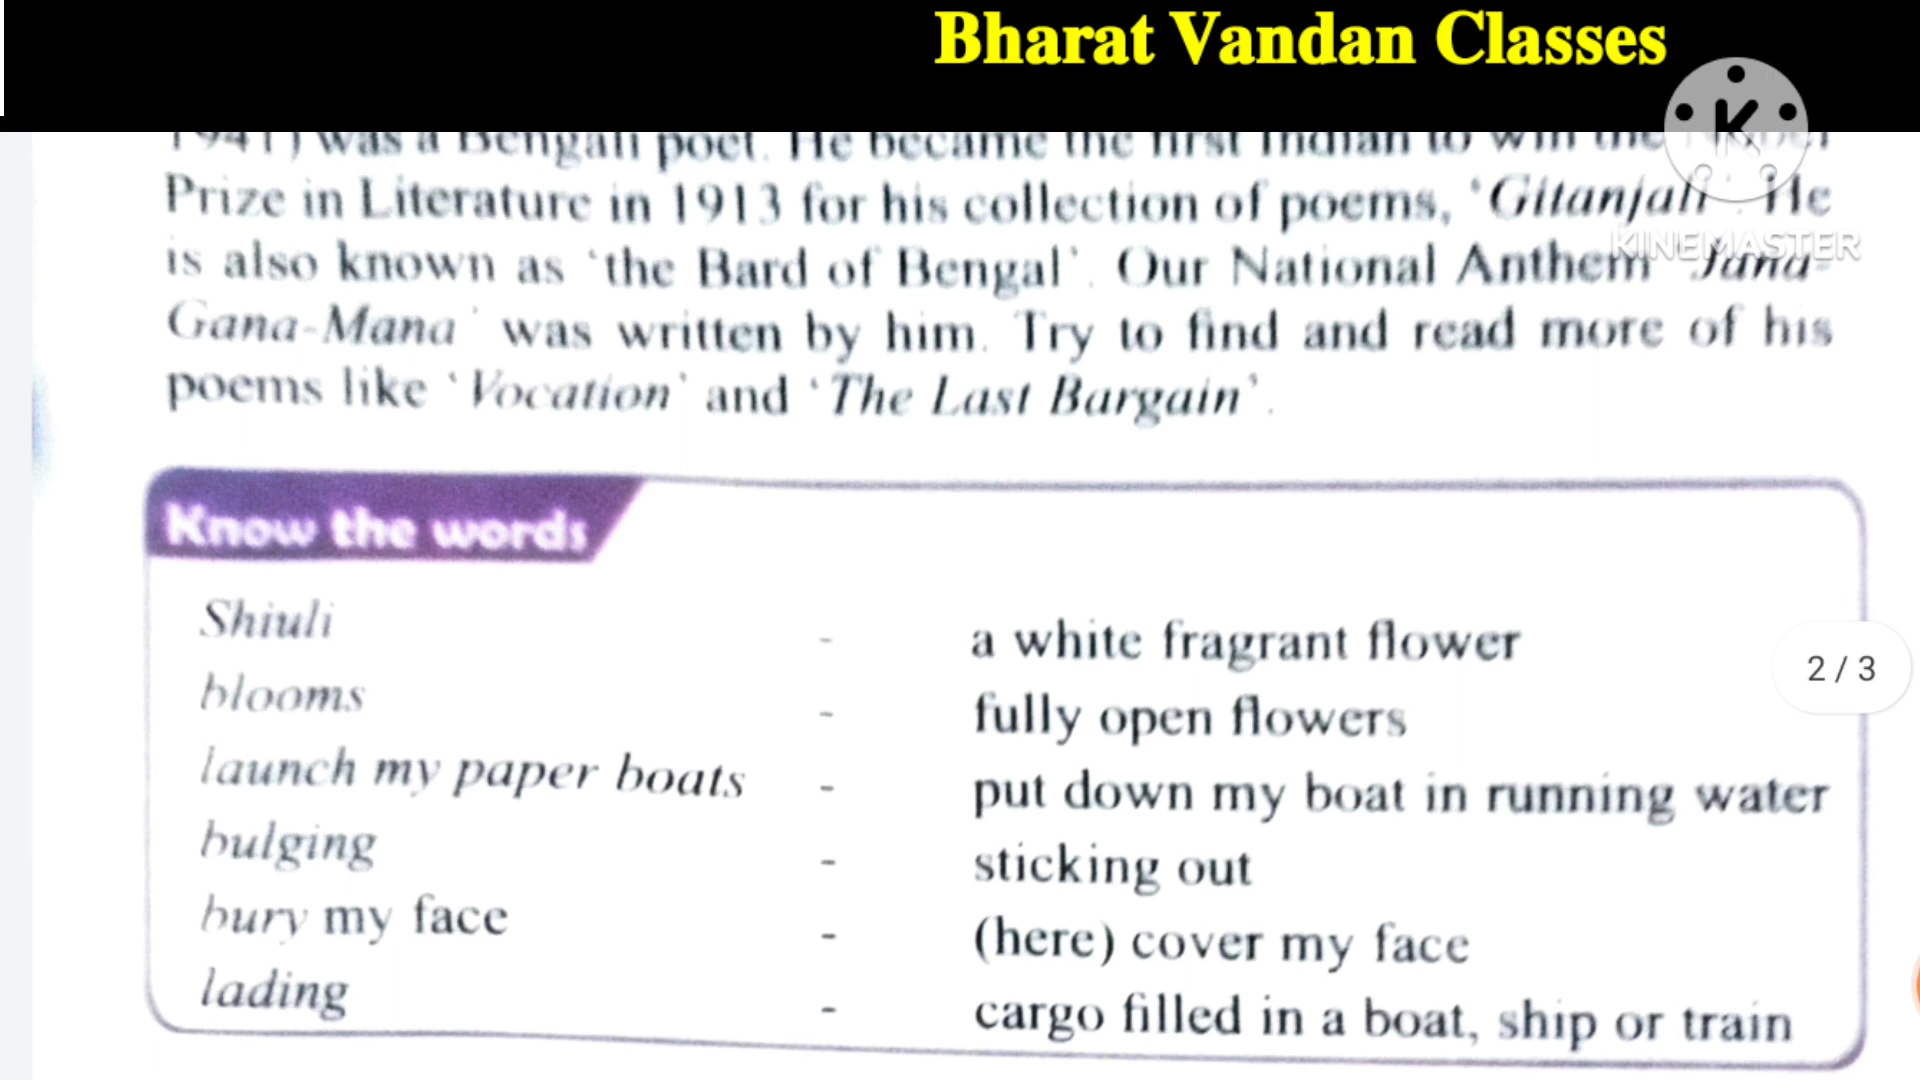 Bharat Vandan Classes
1941) was a Bengali poet. He became the first Indian to win the Nobel
Prize in Literature in 1913 for his collection of poems, 'Gitanjali'. He
is also known as 'the Bard of Bengal'. Our National Anthem 'Jana-
Gana-Mana' was written by him. Try to find and read more of his
poems like 'Vocation' and 'The Last Bargain'.
K
KINEMASTER
Know the words
Shiuli - a white fragrant flower
blooms - fully open flowers
launch my paper boats - put down my boat in running water
bulging - sticking out
bury my face - (here) cover my face
lading - cargo filled in a boat, ship or train
2 / 3